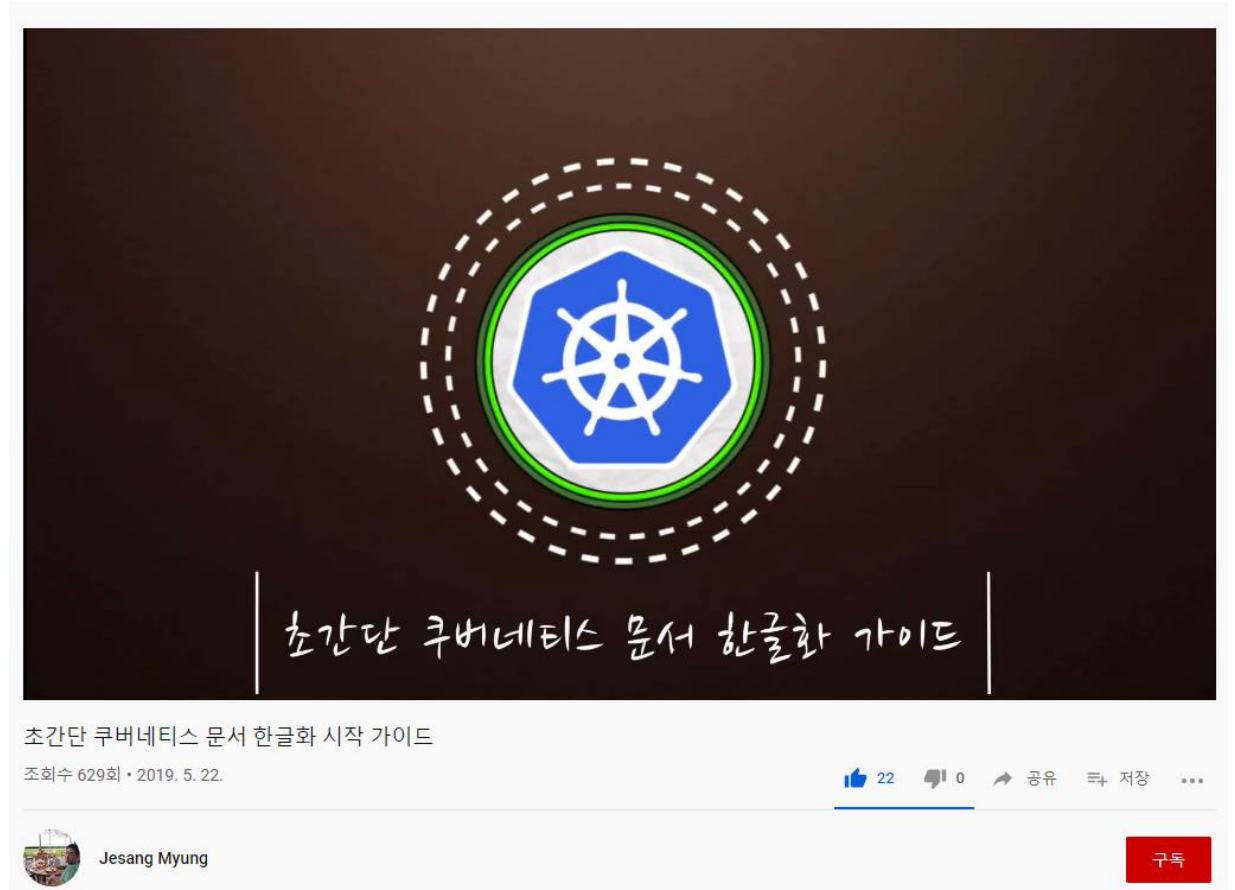 초간단 쿠버네티스 문서 한글화 가이드
초간단 쿠버네티스 문서 한글화 시작 가이드
조회수 629회 • 2019. 5. 22.
22 0 공유 저장
Jesang Myung
구독